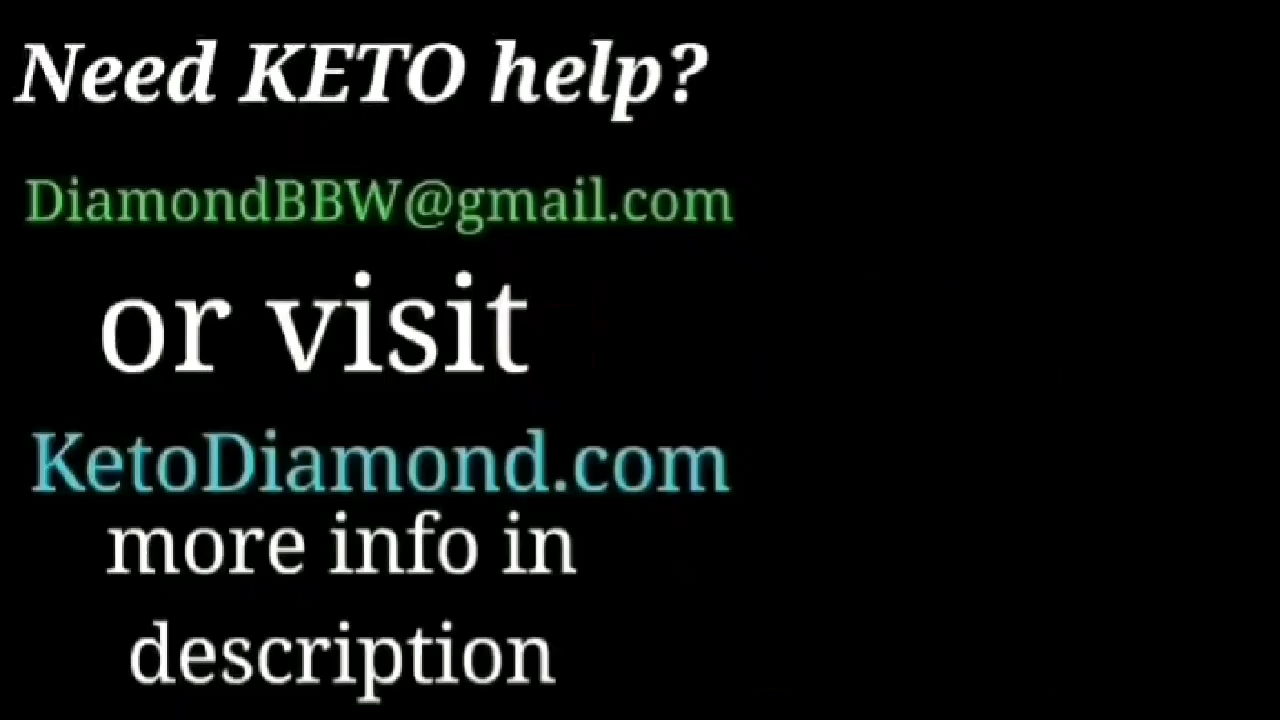 Need KETO help?
DiamondBBW@gmail.com
or visit
KetoDiamond.com
more info in
description